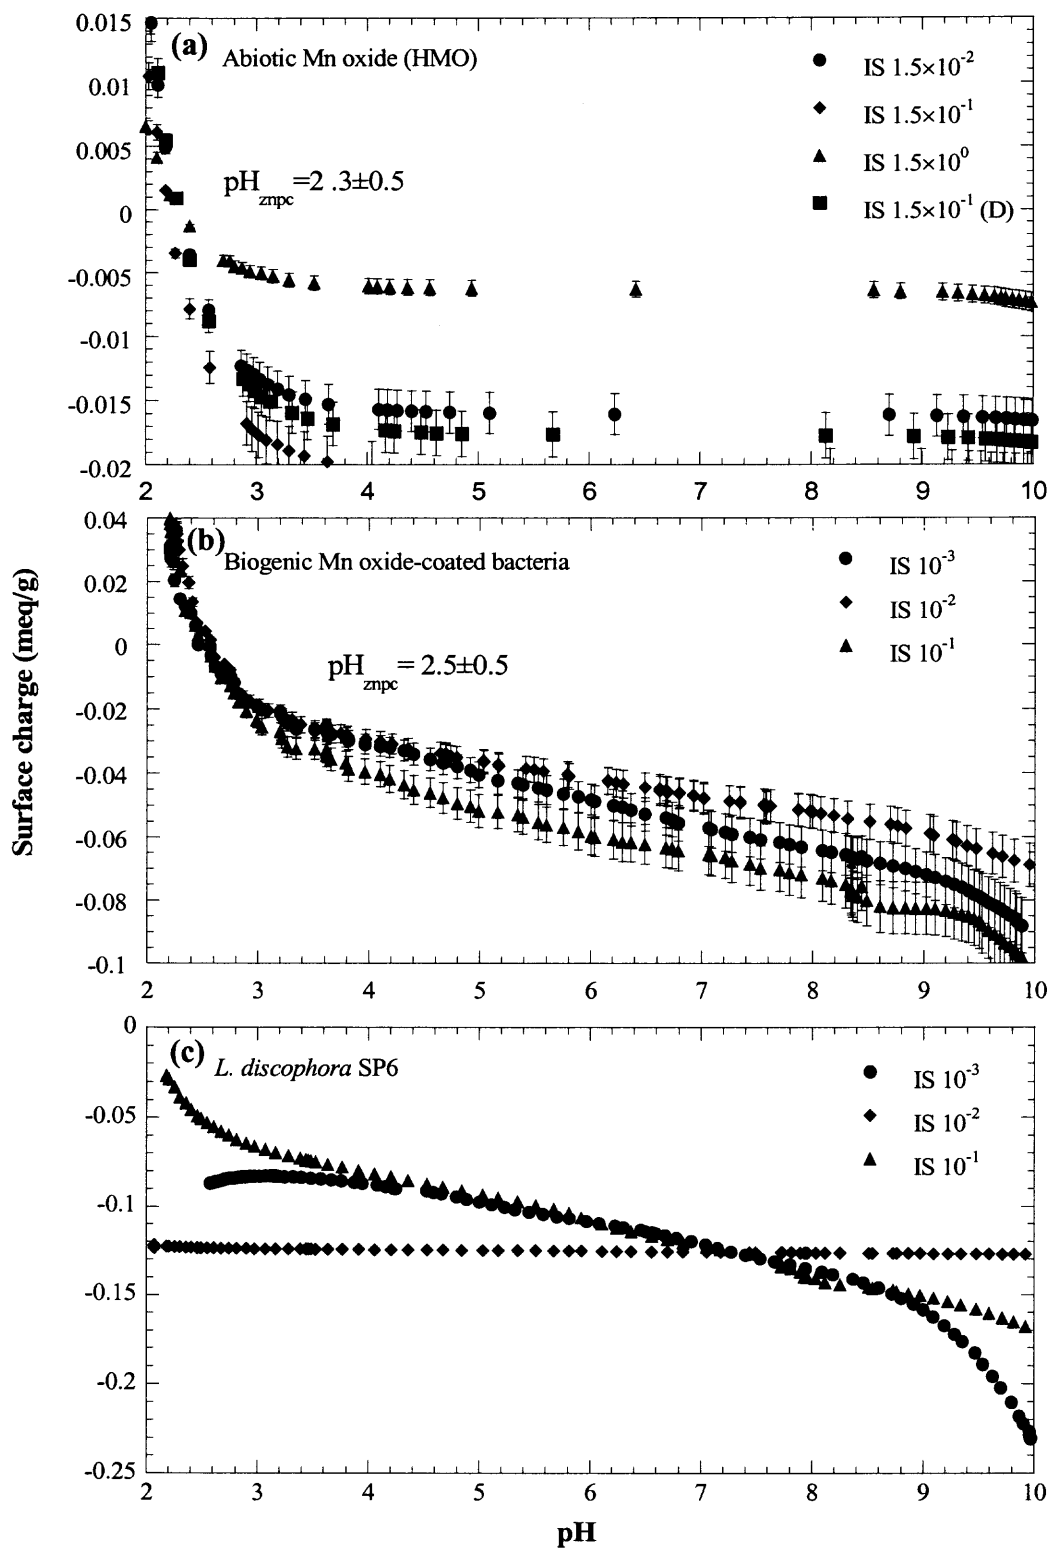 0.015
(a)
Abiotic Mn oxide (HMO)
IS 1.5×10⁻²
0.01
IS 1.5×10⁻¹
0.005
IS 1.5×10⁰
pH_znpc=2 .3±0.5
0
IS 1.5×10⁻¹ (D)
-0.005
-0.01
-0.015
-0.02
2 3 4 5 6 7 8 9 10
0.04
(b)
Biogenic Mn oxide-coated bacteria
IS 10⁻³
0.02
IS 10⁻²
0
IS 10⁻¹
pH_znpc= 2.5±0.5
-0.02
-0.04
-0.06
-0.08
-0.1
2 3 4 5 6 7 8 9 10
Surface charge (meq/g)
0
(c)
L. discophora SP6
IS 10⁻³
-0.05
IS 10⁻²
IS 10⁻¹
-0.1
-0.15
-0.2
-0.25
2 3 4 5 6 7 8 9 10
pH